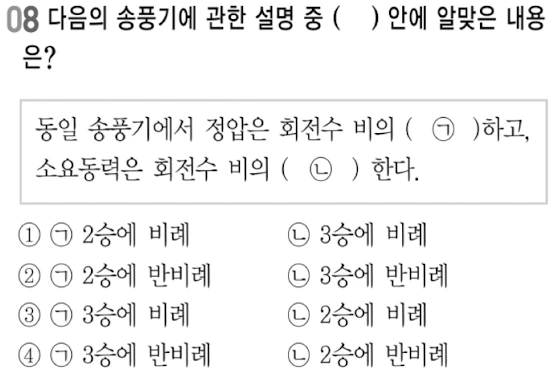 08 다음의 송풍기에 관한 설명 중 (   ) 안에 알맞은 내용
은?
동일 송풍기에서 정압은 회전수 비의 ( ㉠ )하고,
소요동력은 회전수 비의 ( ㉡ ) 한다.
① ㉠ 2승에 비례 ㉡ 3승에 비례
② ㉠ 2승에 반비례 ㉡ 3승에 반비례
③ ㉠ 3승에 비례 ㉡ 2승에 비례
④ ㉠ 3승에 반비례 ㉡ 2승에 반비례